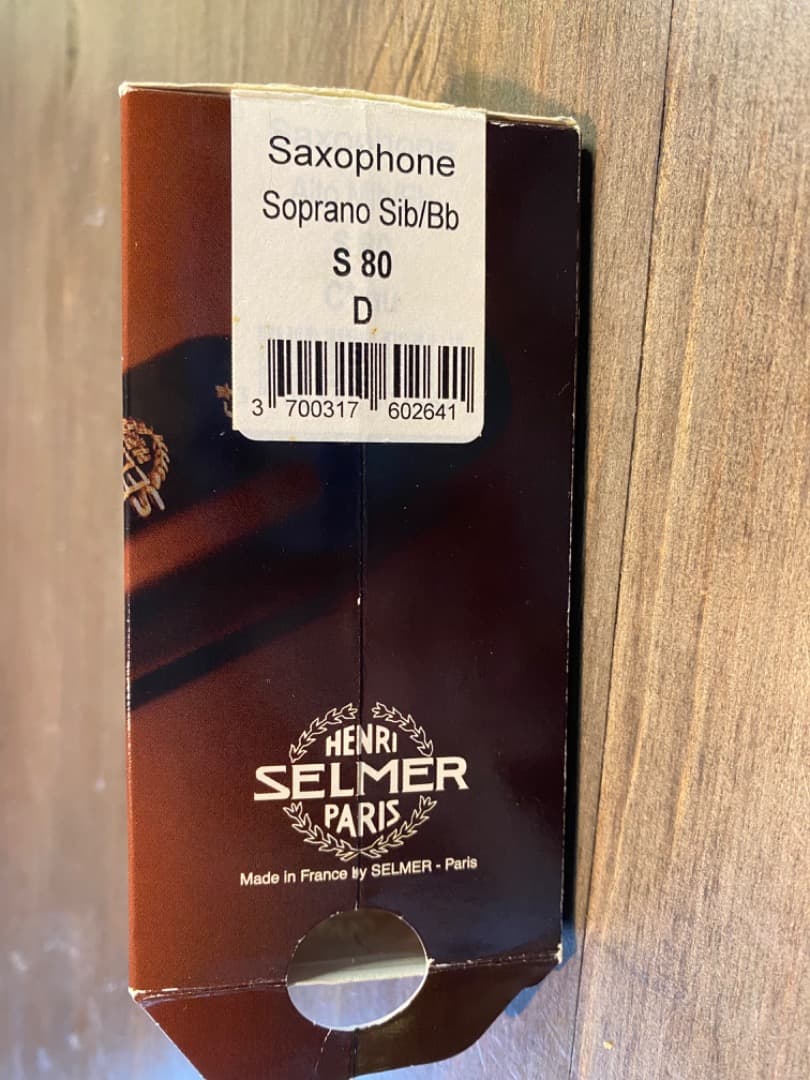 Saxophone
Soprano Sib/Bb
S 80
D
3 700317 602641
HENRI
SELMER
PARIS
Made in France by SELMER - Paris